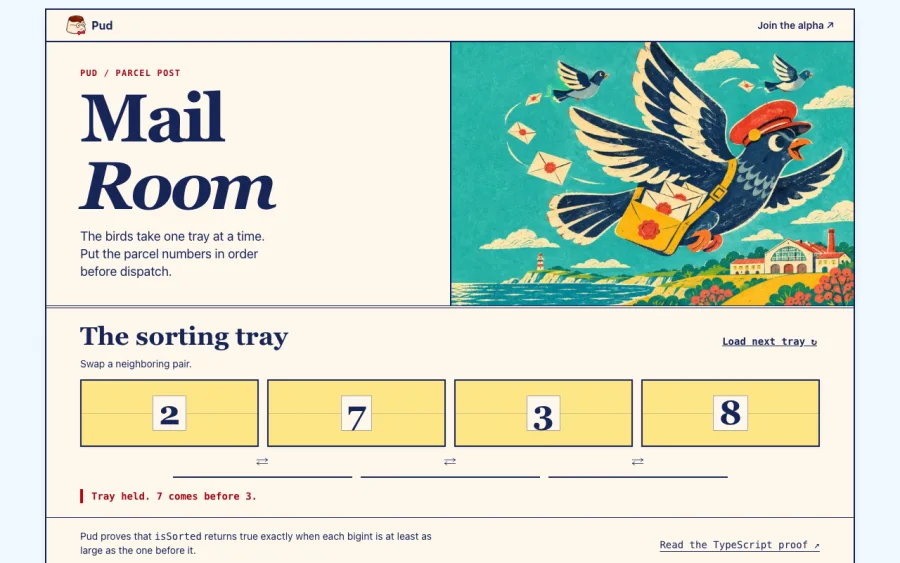 Pud
Join the alpha ↗
PUD / PARCEL POST
Mail
Room
The birds take one tray at a time.
Put the parcel numbers in order
before dispatch.
The sorting tray
Load next tray ↻
Swap a neighboring pair.
2 7 3 8
⇄ ⇄ ⇄
Tray held. 7 comes before 3.
Pud proves that isSorted returns true exactly when each bigint is at least as
large as the one before it.
Read the TypeScript proof ↗